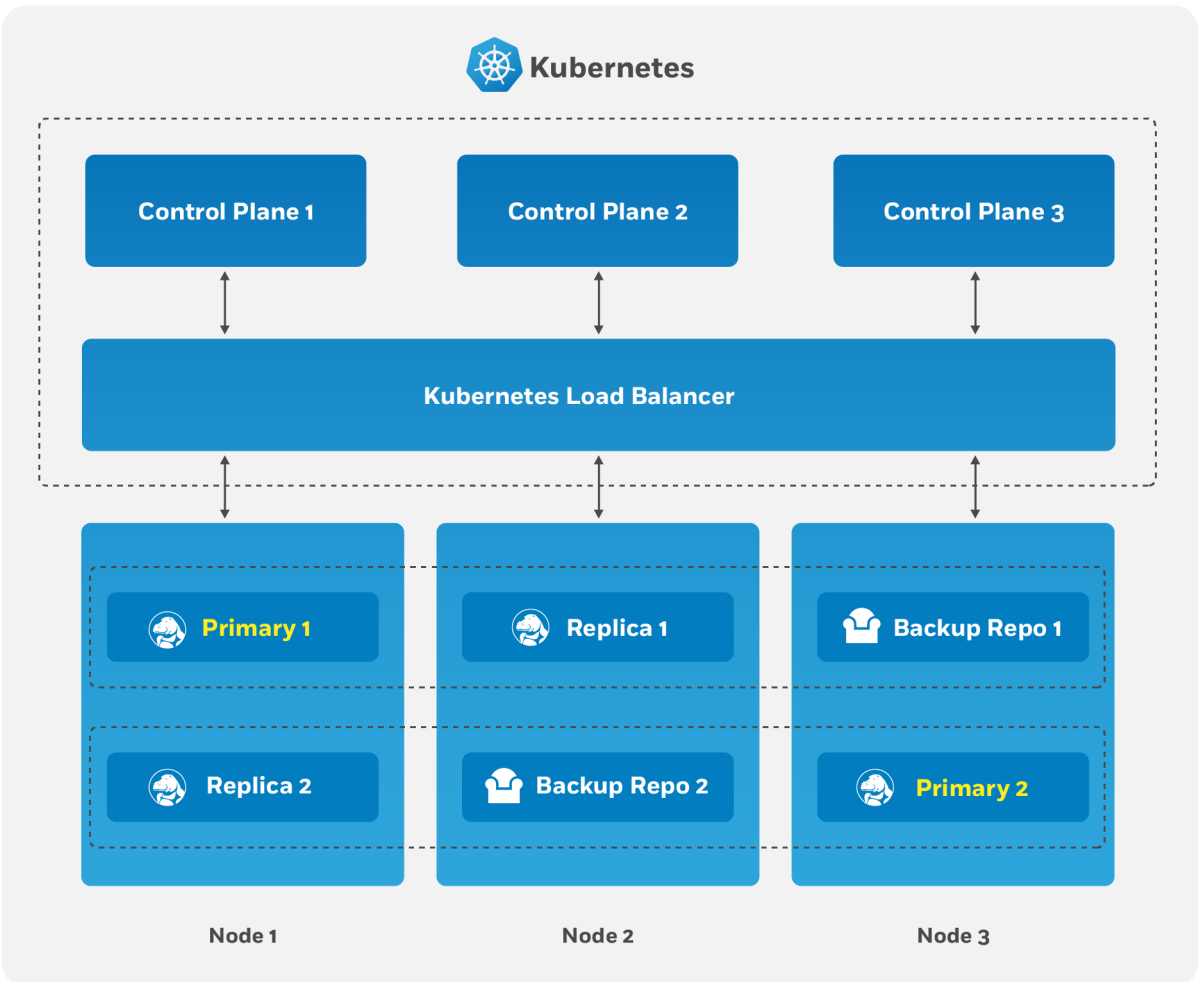 Kubernetes
Control Plane 1
Control Plane 2
Control Plane 3
Kubernetes Load Balancer
Primary 1
Replica 1
Backup Repo 1
Replica 2
Backup Repo 2
Primary 2
Node 1
Node 2
Node 3